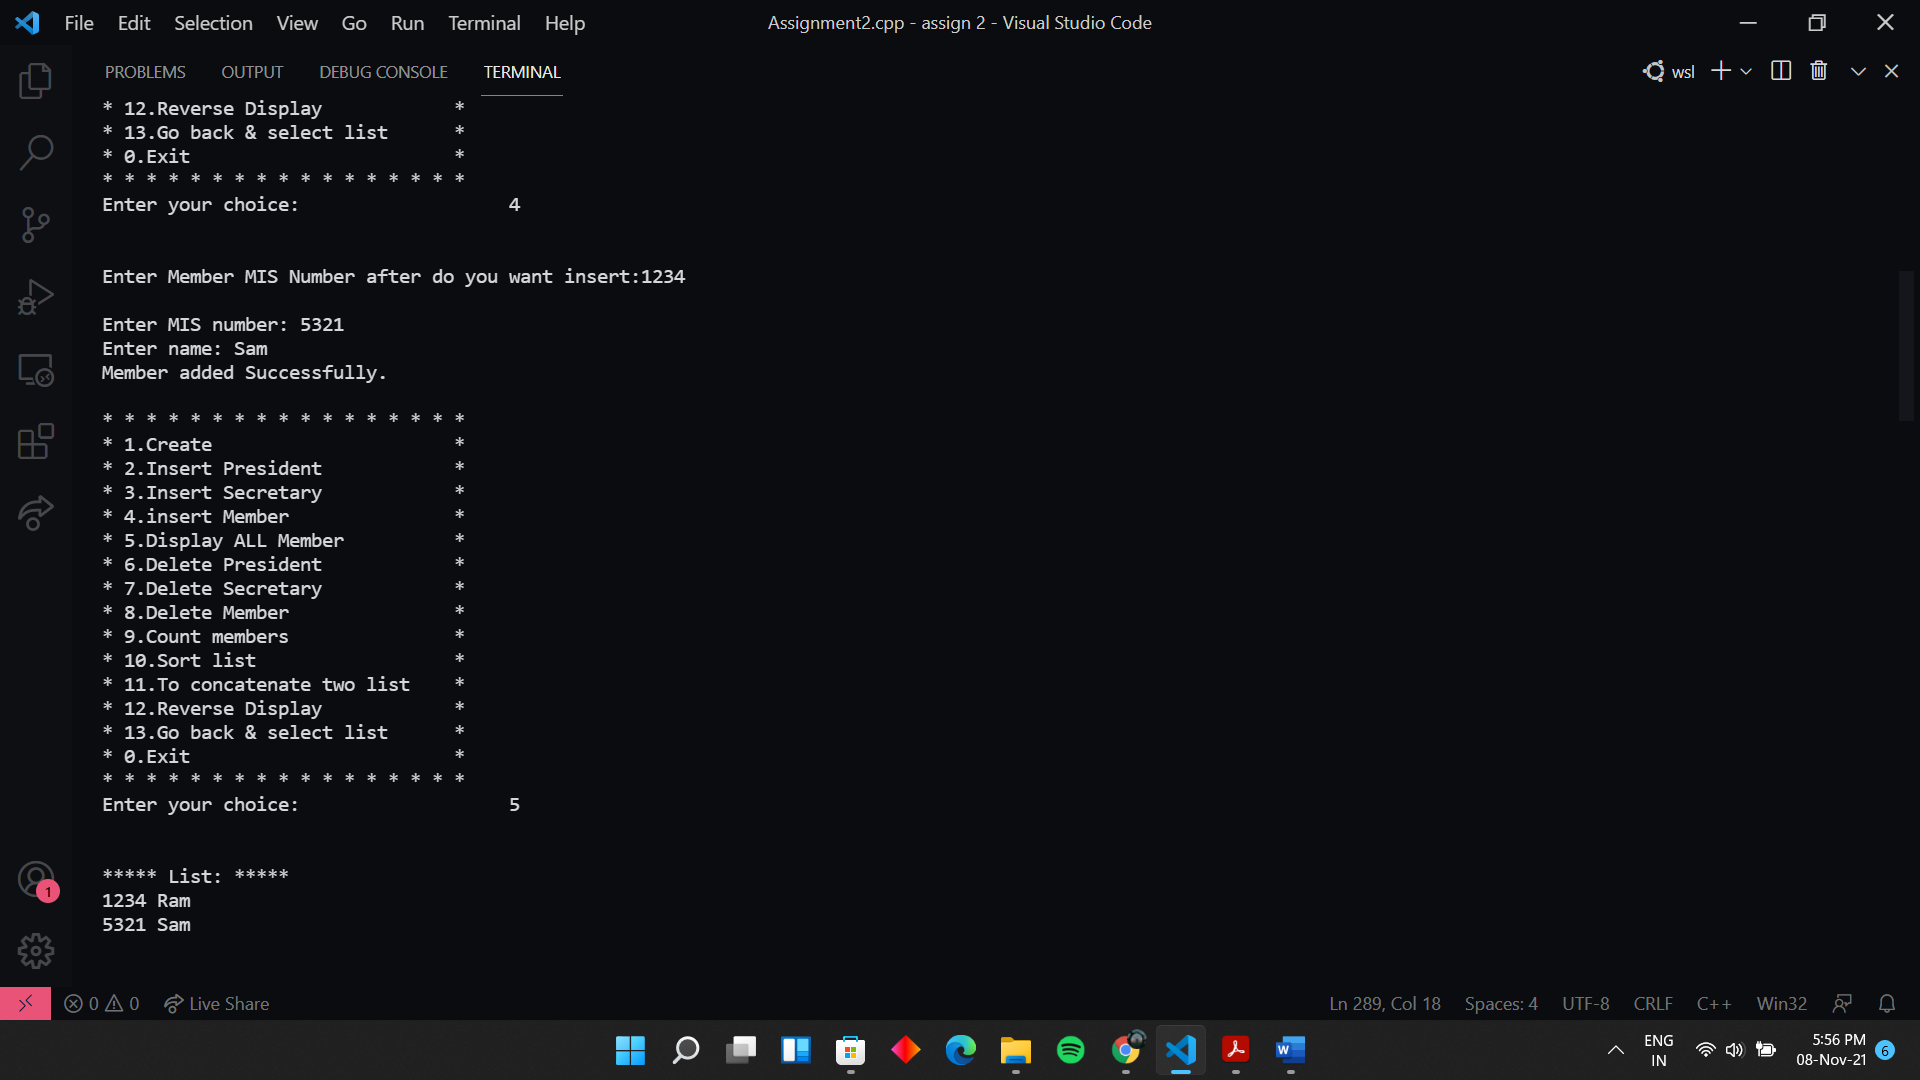 File Edit Selection View Go Run Terminal Help Assignment2.cpp - assign 2 - Visual Studio Code
PROBLEMS OUTPUT DEBUG CONSOLE TERMINAL wsl
* 12.Reverse Display *
* 13.Go back & select list *
* 0.Exit *
* * * * * * * * * * * * * * * * *
Enter your choice: 4
Enter Member MIS Number after do you want insert:1234
Enter MIS number: 5321
Enter name: Sam
Member added Successfully.
* * * * * * * * * * * * * * * * *
* 1.Create *
* 2.Insert President *
* 3.Insert Secretary *
* 4.insert Member *
* 5.Display ALL Member *
* 6.Delete President *
* 7.Delete Secretary *
* 8.Delete Member *
* 9.Count members *
* 10.Sort list *
* 11.To concatenate two list *
* 12.Reverse Display *
* 13.Go back & select list *
* 0.Exit *
* * * * * * * * * * * * * * * * *
Enter your choice: 5
***** List: *****
1234 Ram
5321 Sam
1
0 0 Live Share Ln 289, Col 18 Spaces: 4 UTF-8 CRLF C++ Win32
ENG 5:56 PM
IN 08-Nov-21 6